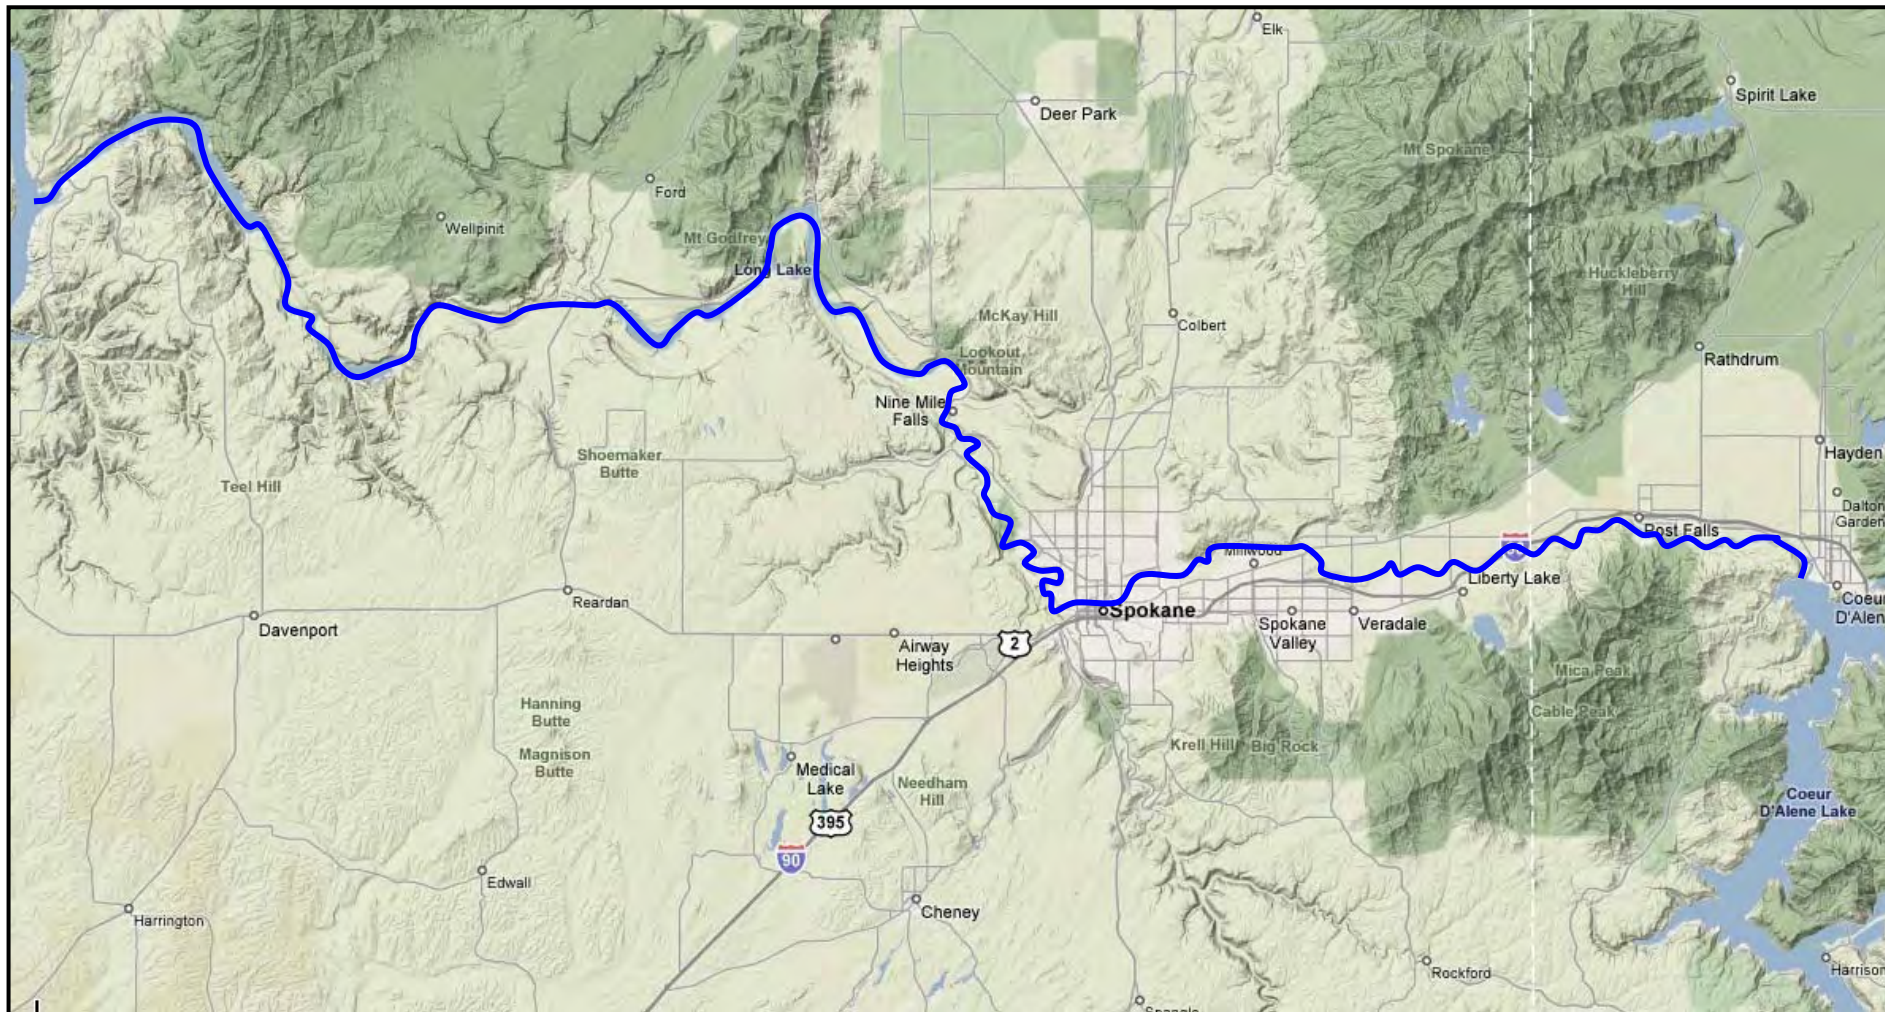 Elk
Spirit Lake
Deer Park
Mt Spokane
Ford
Wellpinit
Mt Godfrey
Long Lake
Huckleberry
Hill
McKay Hill
Colbert
Lookout
Mountain
Rathdrum
Nine Mile
Falls
Hayden
Shoemaker
Butte
Teel Hill
Dalton
Garden
Post Falls
Millwood
Liberty Lake
Reardan
Coeur
D'Alen
Spokane
Davenport
Spokane
Valley
Veradale
2
Airway
Heights
Mica Peak
Hanning
Butte
Cable Peak
Krell Hill
Big Rock
Magnison
Butte
Medical
Lake
Needham
Hill
Coeur
D'Alene Lake
395
90
Edwall
Cheney
Harrington
Rockford
Harrison
Spangle